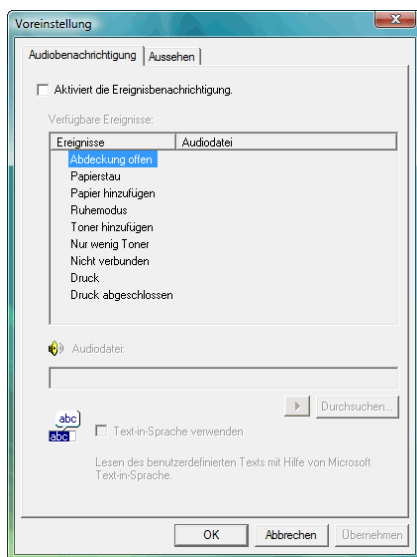 Voreinstellung
Audiobenachrichtigung Aussehen
Aktiviert die Ereignisbenachrichtigung.
Verfügbare Ereignisse:
Ereignisse Audiodatei
Abdeckung offen
Papierstau
Papier hinzufügen
Ruhemodus
Toner hinzufügen
Nur wenig Toner
Nicht verbunden
Druck
Druck abgeschlossen
Audiodatei:
Durchsuchen...
abc
abc
Text-in-Sprache verwenden
Lesen des benutzerdefinierten Texts mit Hilfe von Microsoft
Text-in-Sprache.
OK Abbrechen Übernehmen